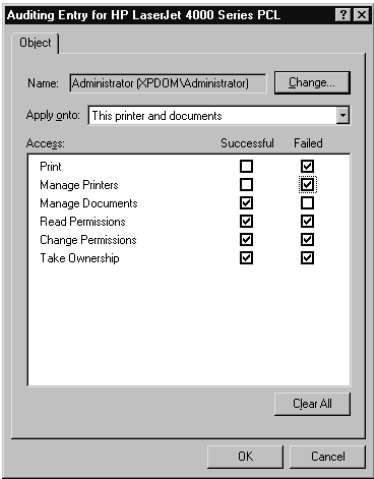 Auditing Entry for HP LaserJet 4000 Series PCL
Object
Name: Administrator (XPDOM\Administrator) Change...
Apply onto: This printer and documents
Access: Successful Failed
Print
Manage Printers
Manage Documents
Read Permissions
Change Permissions
Take Ownership
Clear All
OK Cancel